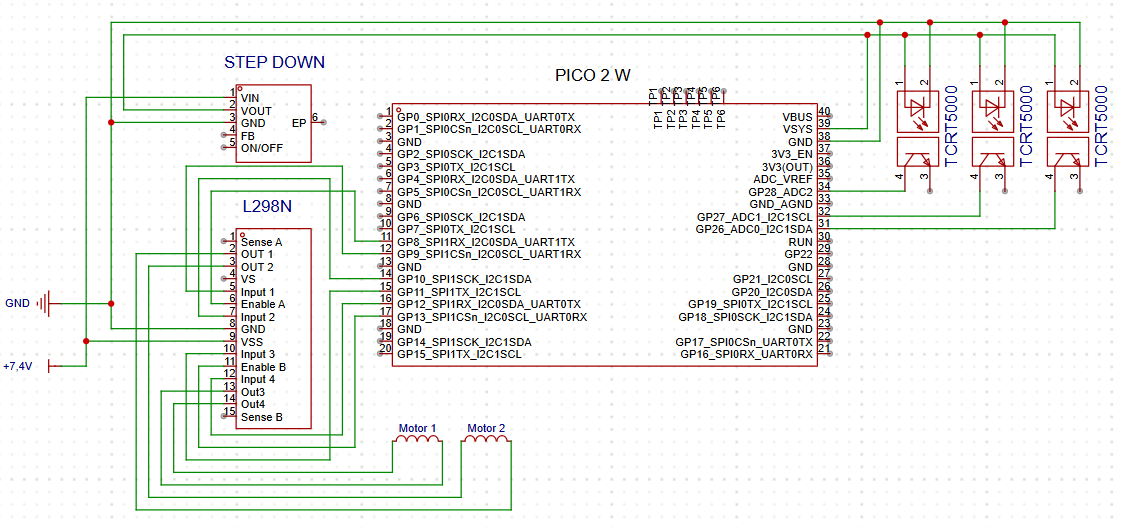 STEP DOWN
1 VIN
2 VOUT
3 GND
4 FB
5 ON/OFF
EP 6
L298N
1 Sense A
2 OUT 1
3 OUT 2
4 VS
5 Input 1
6 Enable A
7 Input 2
8 GND
9 VSS
10 Input 3
11 Enable B
12 Input 4
13 Out3
14 Out4
15 Sense B
GND
+7,4V
PICO 2 W
TP1 TP2 TP3 TP4 TP5 TP6
TP1 TP2 TP3 TP4 TP5 TP6
1 GP0_SPI0RX_I2C0SDA_UART0TX
2 GP1_SPI0CSn_I2C0SCL_UART0RX
3 GND
4 GP2_SPI0SCK_I2C1SDA
5 GP3_SPI0TX_I2C1SCL
6 GP4_SPI0RX_I2C0SDA_UART1TX
7 GP5_SPI0CSn_I2C0SCL_UART1RX
8 GND
9 GP6_SPI0SCK_I2C1SDA
10 GP7_SPI0TX_I2C1SCL
11 GP8_SPI1RX_I2C0SDA_UART1TX
12 GP9_SPI1CSn_I2C0SCL_UART1RX
13 GND
14 GP10_SPI1SCK_I2C1SDA
15 GP11_SPI1TX_I2C1SCL
16 GP12_SPI1RX_I2C0SDA_UART0TX
17 GP13_SPI1CSn_I2C0SCL_UART0RX
18 GND
19 GP14_SPI1SCK_I2C1SDA
20 GP15_SPI1TX_I2C1SCL
VBUS 40
VSYS 39
GND 38
3V3_EN 37
3V3(OUT) 36
ADC_VREF 35
GP28_ADC2 34
GND_AGND 33
GP27_ADC1_I2C1SCL 32
GP26_ADC0_I2C1SDA 31
RUN 30
GP22 29
GND 28
GP21_I2C0SCL 27
GP20_I2C0SDA 26
GP19_SPI0TX_I2C1SCL 25
GP18_SPI0SCK_I2C1SDA 24
GND 23
GP17_SPI0CSn_UART0TX 22
GP16_SPI0RX_UART0RX 21
1 2
4 3
TCRT5000
1 2
4 3
TCRT5000
1 2
4 3
TCRT5000
Motor 1
Motor 2